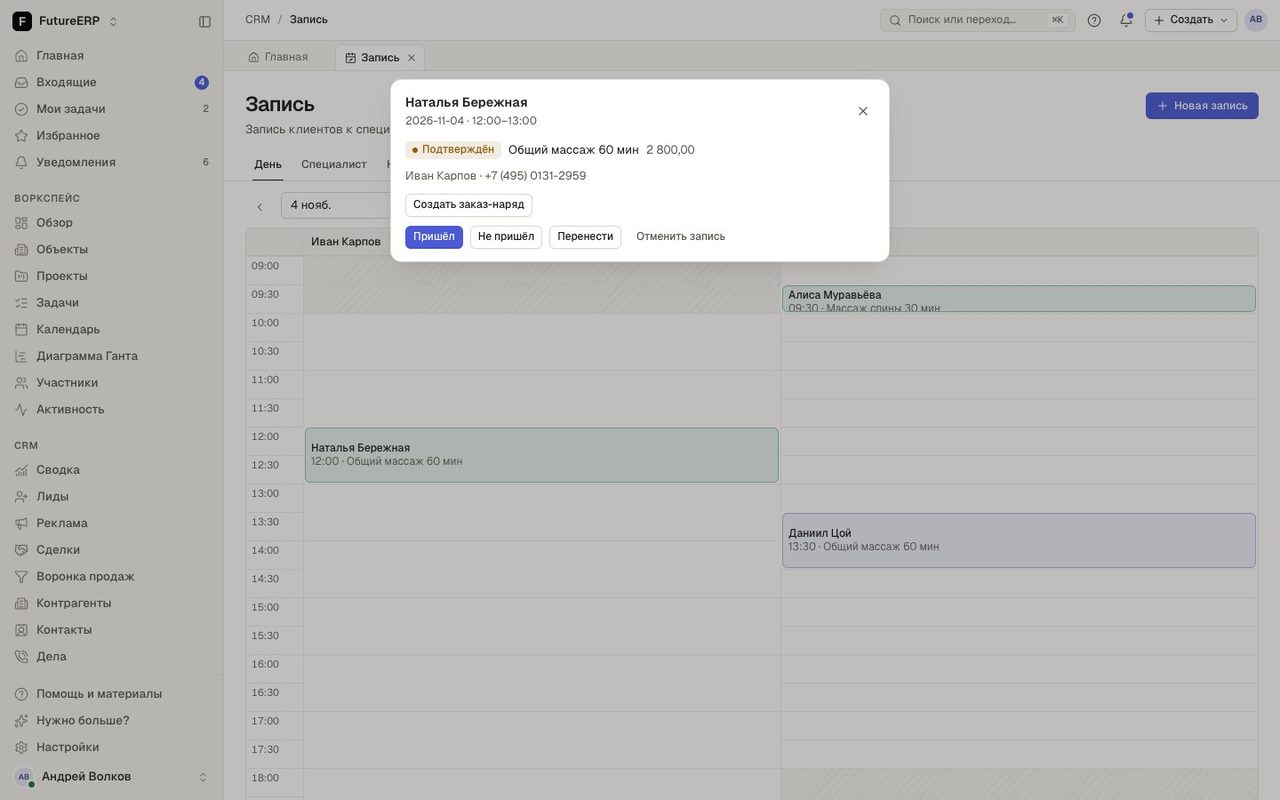 FutureERP
CRM / Запись
Поиск или переход… ⌘K
Создать
AB
Главная
Запись
Главная
Входящие 4
Мои задачи 2
Избранное
Уведомления 6
ВОРКСПЕЙС
Обзор
Объекты
Проекты
Задачи
Календарь
Диаграмма Ганта
Участники
Активность
CRM
Сводка
Лиды
Реклама
Сделки
Воронка продаж
Контрагенты
Контакты
Дела
Помощь и материалы
Нужно больше?
Настройки
AB Андрей Волков
Запись
Запись клиентов к специ
Новая запись
День Специалист
4 нояб.
Наталья Бережная
2026-11-04 · 12:00–13:00
Подтверждён Общий массаж 60 мин 2 800,00
Иван Карпов · +7 (495) 0131-2959
Создать заказ-наряд
Пришёл Не пришёл Перенести Отменить запись
Иван Карпов
09:00
09:30
Алиса Муравьёва
09:30 · Массаж спины 30 мин
10:00
10:30
11:00
11:30
12:00
Наталья Бережная
12:00 · Общий массаж 60 мин
12:30
13:00
13:30
Даниил Цой
13:30 · Общий массаж 60 мин
14:00
14:30
15:00
15:30
16:00
16:30
17:00
17:30
18:00